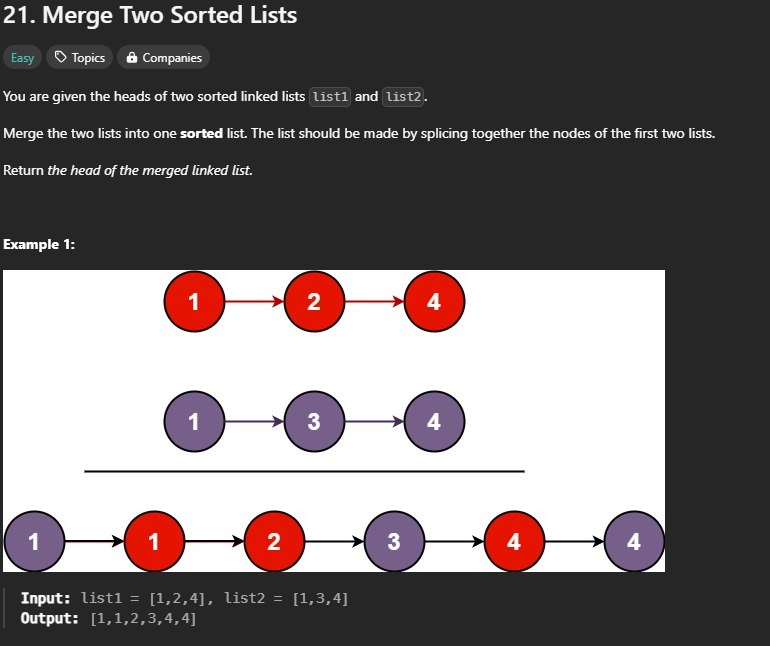 21. Merge Two Sorted Lists
Easy Topics Companies
You are given the heads of two sorted linked lists list1 and list2.
Merge the two lists into one sorted list. The list should be made by splicing together the nodes of the first two lists.
Return the head of the merged linked list.
Example 1:
1 2 4
1 3 4
1 1 2 3 4 4
Input: list1 = [1,2,4], list2 = [1,3,4]
Output: [1,1,2,3,4,4]